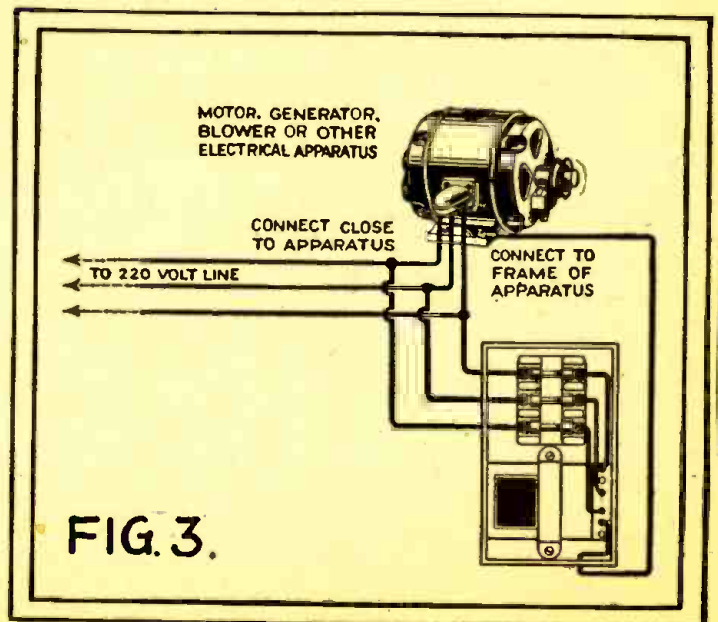 MOTOR, GENERATOR,
BLOWER OR OTHER
ELECTRICAL APPARATUS
CONNECT CLOSE
TO APPARATUS
CONNECT TO
FRAME OF
APPARATUS
TO 220 VOLT LINE
FIG. 3.